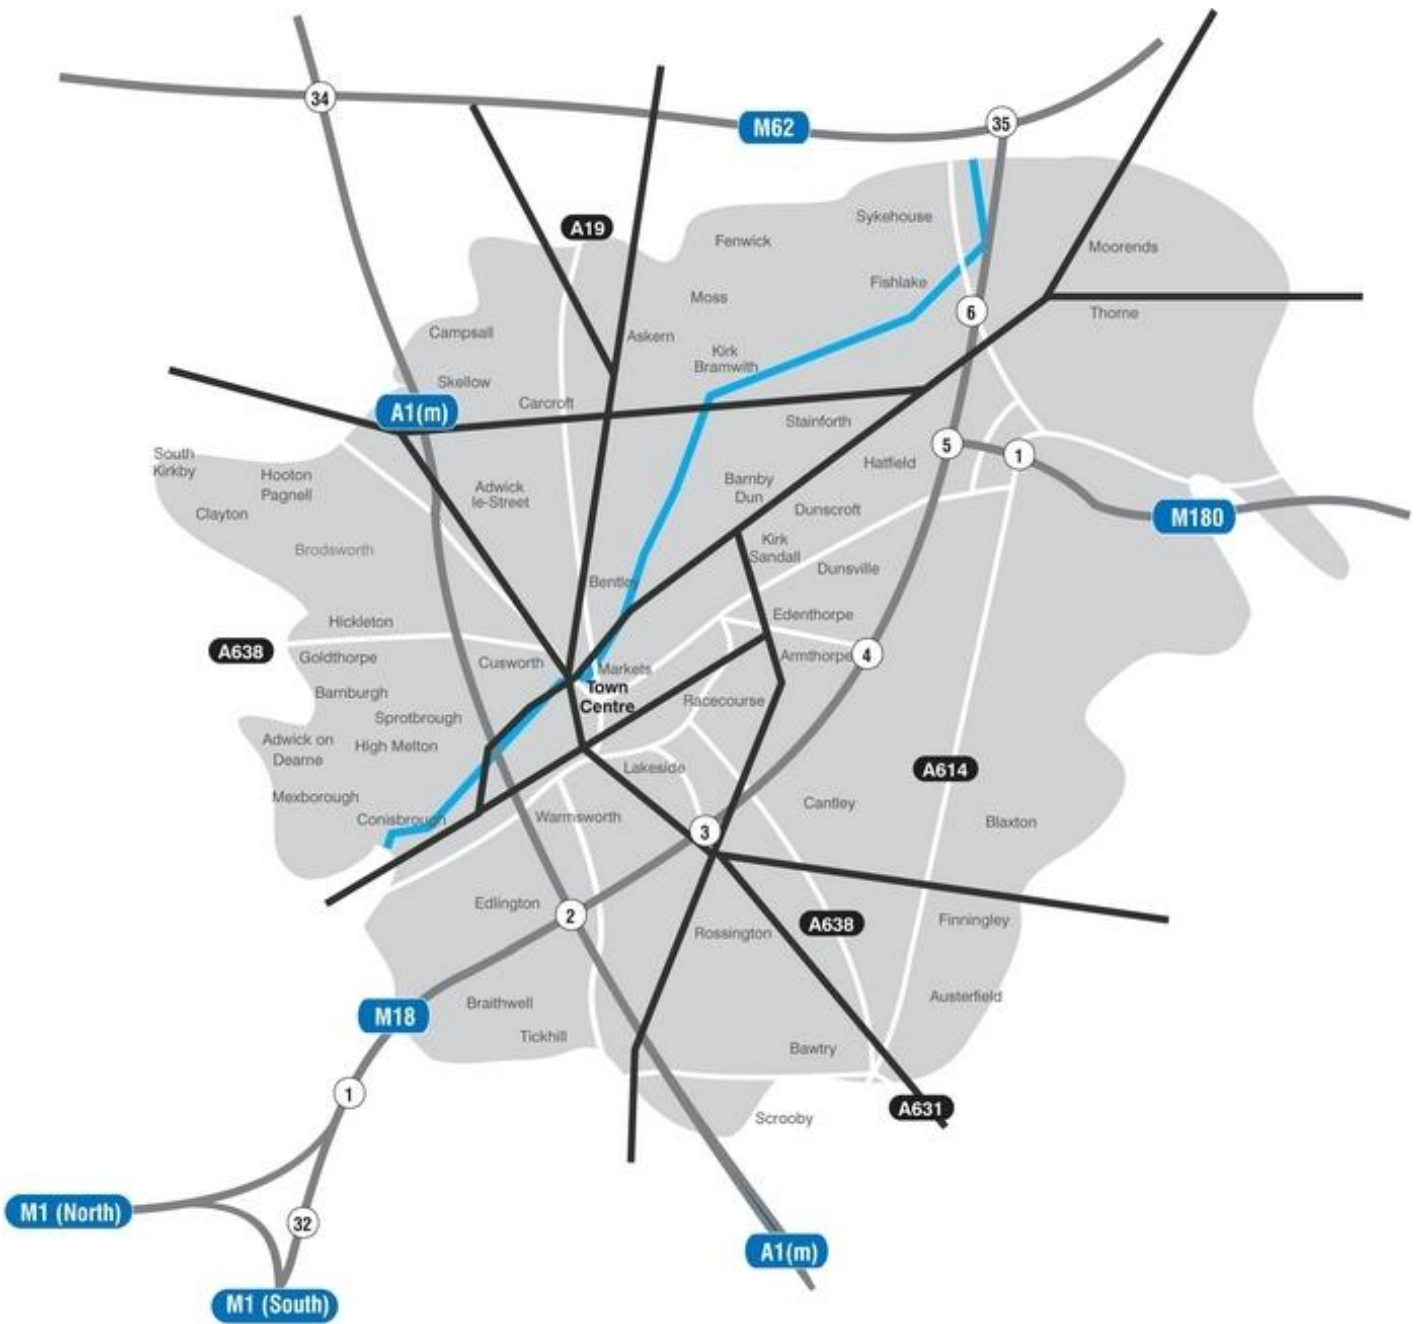 34
M62
35
A19
Sykehouse
Fenwick
Moorends
Fishlake
Moss
6
Thorne
Campsall
Askern
Kirk
Bramwith
Skellow
Carcroft
A1(m)
Stainforth
South
Kirkby
5
1
Hatfield
Hooton
Pagnell
Adwick
le-Street
Barnby
Dun
Clayton
Dunscroft
M180
Brodsworth
Kirk
Sandall
Dunsville
Bentley
Hickleton
Edenthorpe
A638
Goldthorpe
Cusworth
Markets
Armthorpe
4
Barnburgh
Town
Centre
Racecourse
Sprotbrough
Adwick on
Dearne
High Melton
Lakeside
A614
Mexborough
Conisbrough
Warmsworth
3
Cantley
Blaxton
Edlington
2
Rossington
A638
Finningley
M18
Braithwell
Austerfield
Tickhill
Bawtry
1
Scrooby
A631
M1 (North)
32
A1(m)
M1 (South)